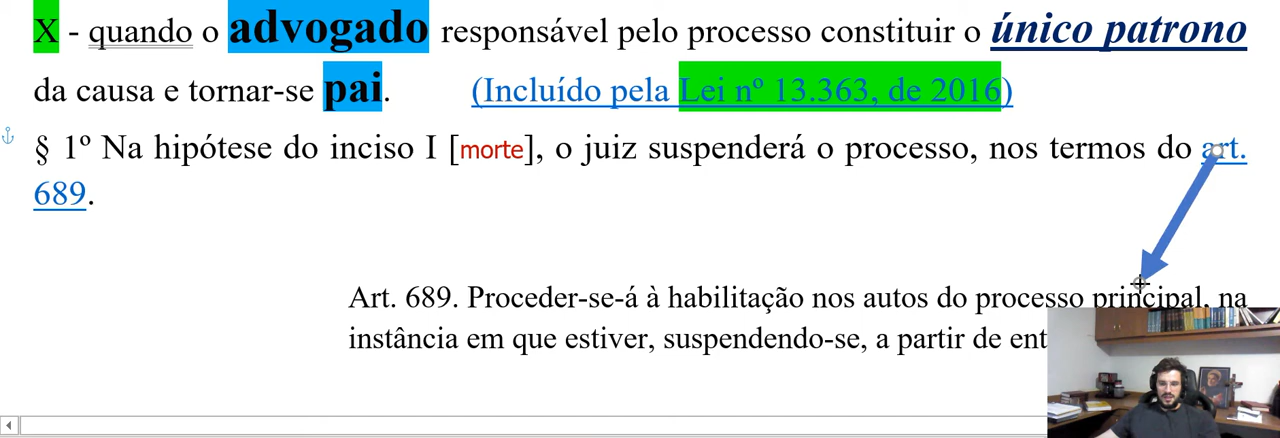 X - quando o advogado responsável pelo processo constituir o único patrono
da causa e tornar-se pai. (Incluído pela Lei nº 13.363, de 2016)
§ 1º Na hipótese do inciso I [morte], o juiz suspenderá o processo, nos termos do art.
689.
Art. 689. Proceder-se-á à habilitação nos autos do processo principal, na
instância em que estiver, suspendendo-se, a partir de